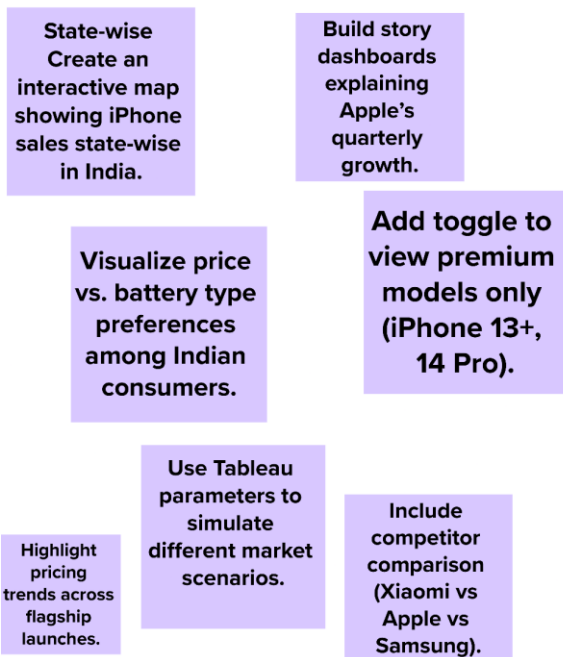 State-wise
Create an
interactive map
showing iPhone
sales state-wise
in India.
Build story
dashboards
explaining
Apple’s
quarterly
growth.
Visualize price
vs. battery type
preferences
among Indian
consumers.
Add toggle to
view premium
models only
(iPhone 13+,
14 Pro).
Use Tableau
parameters to
simulate
different market
scenarios.
Highlight
pricing
trends across
flagship
launches.
Include
competitor
comparison
(Xiaomi vs
Apple vs
Samsung).